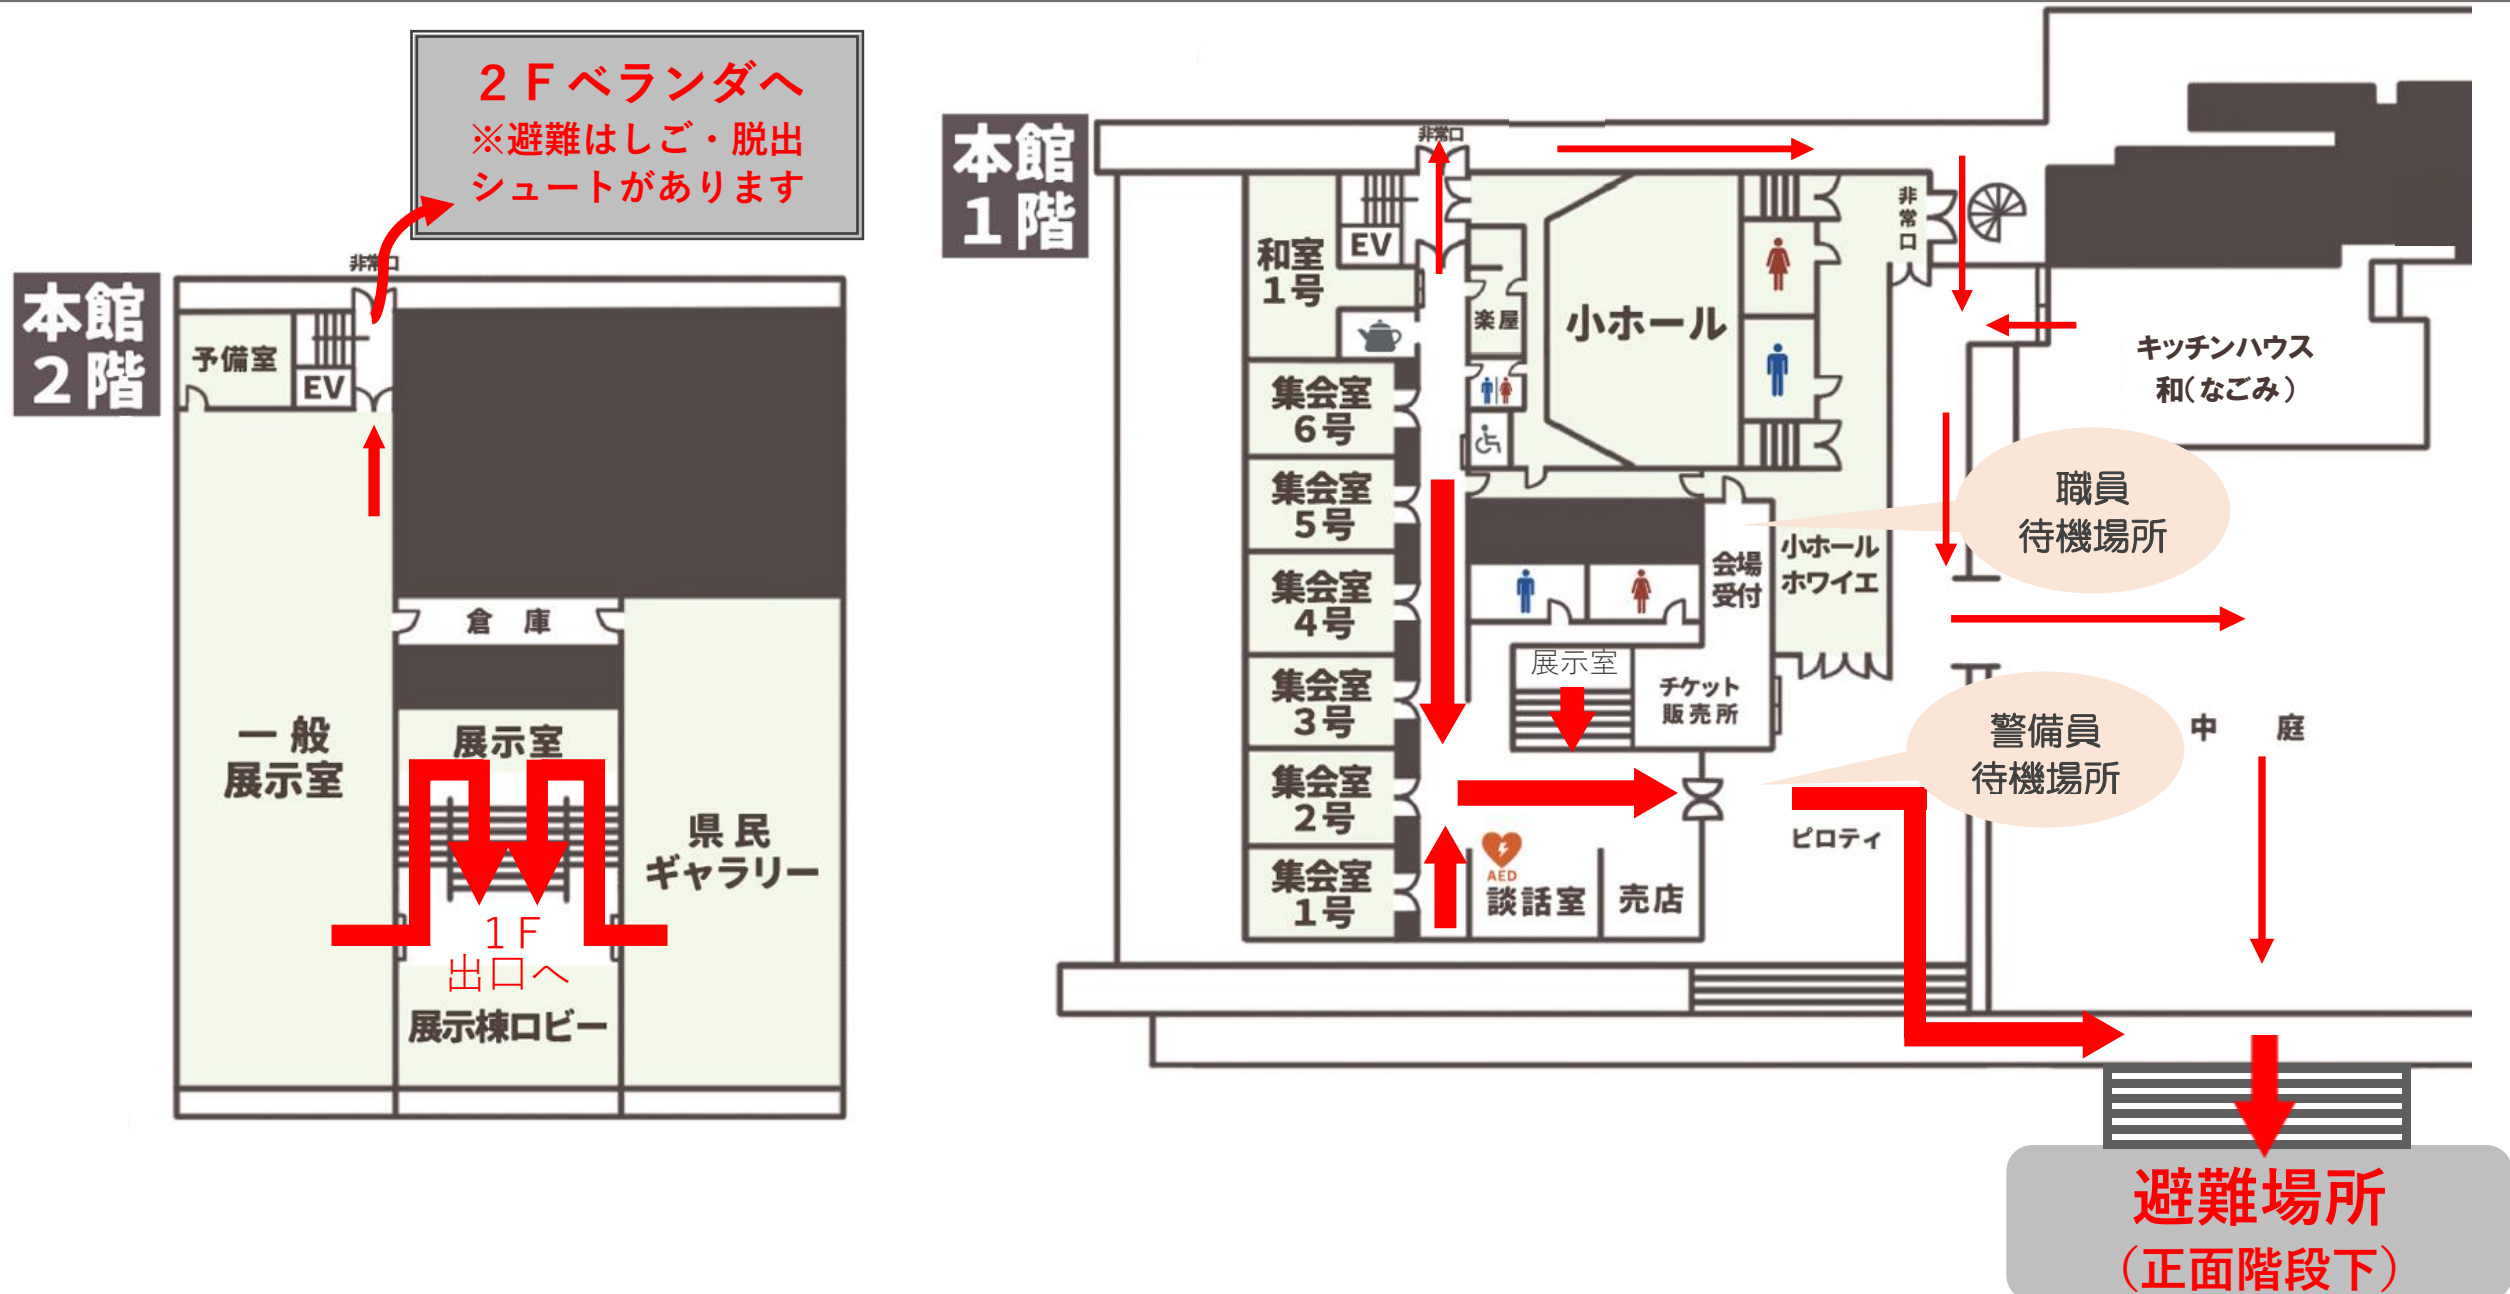 ２Ｆベランダへ
※避難はしご・脱出
シュートがあります
本館
２階
非常口
予備室
EV
倉 庫
一般
展示室
展示室
県民
ギャラリー
１Ｆ
出口へ
展示棟ロビー
本館
１階
非常口
和室
１号
EV
楽屋
小ホール
非常口
キッチンハウス
和（なごみ）
集会室
６号
集会室
５号
集会室
４号
集会室
３号
集会室
２号
集会室
１号
職員
待機場所
会場
受付
小ホール
ホワイエ
展示室
チケット
販売所
警備員
待機場所
中 庭
ピロティ
AED
談話室
売店
避難場所
（正面階段下）